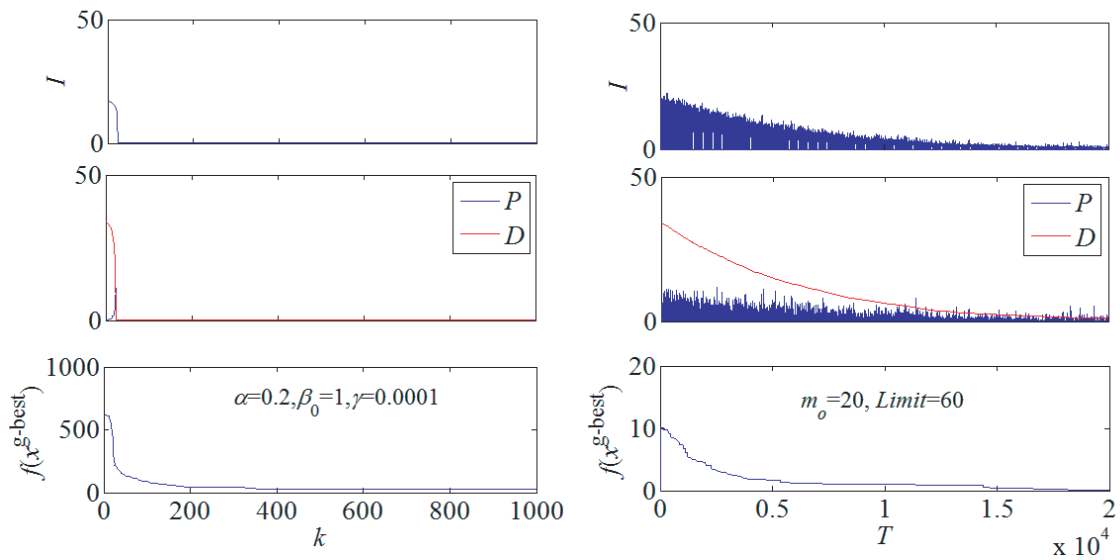 50
I
0
50
P
D
0
1000
f(x^g-best)
α=0.2,β₀=1,γ=0.0001
500
0
0 200 400 600 800 1000
k
50
I
0
50
P
D
0
20
f(x^g-best)
m_o=20, Limit=60
10
0
0 0.5 1 1.5 2
T
x 10^4